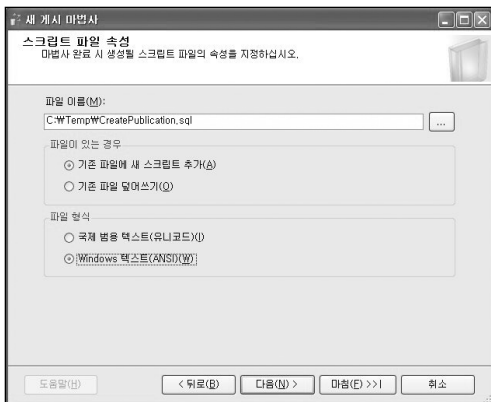 새 게시 마법사
스크립트 파일 속성
마법사 완료 시 생성될 스크립트 파일의 속성을 지정하십시오.
파일 이름(M):
C:₩Temp₩CreatePublication.sql
...
파일이 있는 경우
기존 파일에 새 스크립트 추가(A)
기존 파일 덮어쓰기(O)
파일 형식
국제 범용 텍스트(유니코드)(I)
Windows 텍스트(ANSI)(W)
도움말(H)
< 뒤로(B)
다음(N) >
마침(F) >>|
취소